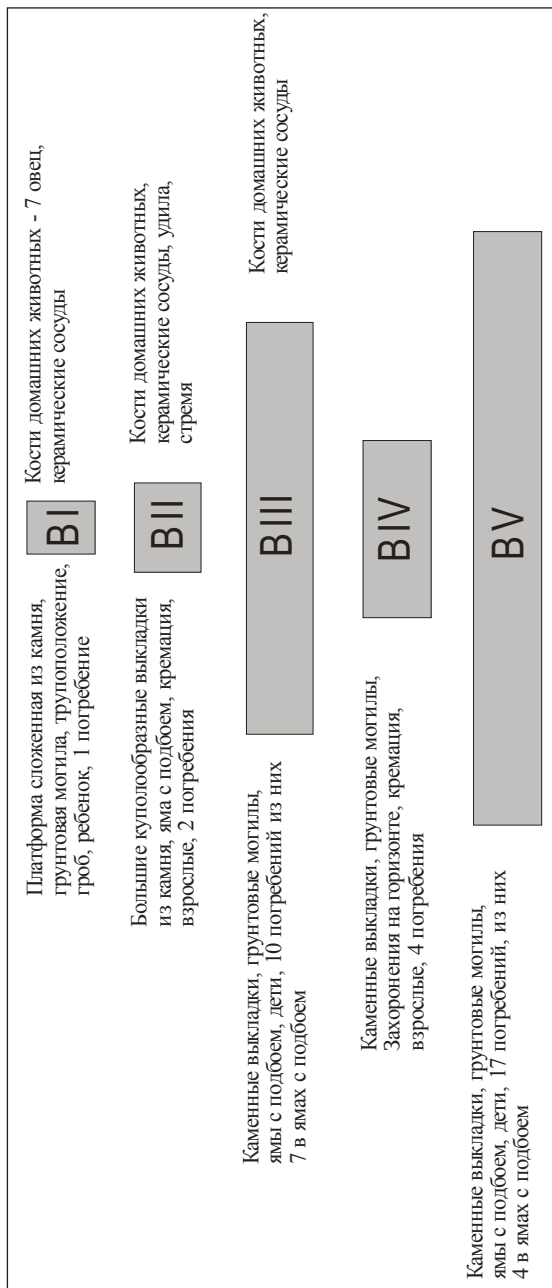 Платформа сложенная из камня,
грунтовая могила, трупоположение,
гроб, ребенок, 1 погребение
BI
Кости домашних животных - 7 овец,
керамические сосуды
Большие куполообразные выкладки
из камня, яма с подбоем, кремация,
взрослые, 2 погребения
BII
Кости домашних животных,
керамические сосуды, удила,
стремя
Каменные выкладки, грунтовые могилы,
ямы с подбоем, дети, 10 погребений из них
7 в ямах с подбоем
BIII
Кости домашних животных,
керамические сосуды
Каменные выкладки, грунтовые могилы,
Захоронения на горизонте, кремация,
взрослые, 4 погребения
BIV
Каменные выкладки, грунтовые могилы,
ямы с подбоем, дети, 17 погребений, из них
4 в ямах с подбоем
BV